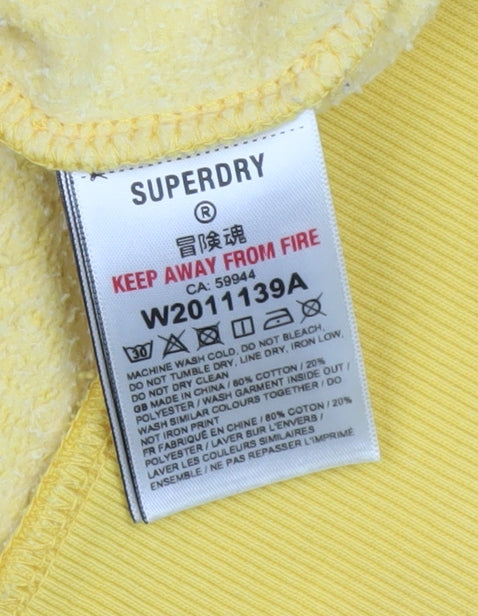 SUPERDRY
®
冒険魂
KEEP AWAY FROM FIRE
CA: 59944
W2011139A
30
MACHINE WASH COLD, DO NOT BLEACH,
DO NOT TUMBLE DRY, LINE DRY, IRON LOW,
DO NOT DRY CLEAN
GB MADE IN CHINA / 80% COTTON / 20%
POLYESTER / WASH GARMENT INSIDE OUT /
WASH SIMILAR COLOURS TOGETHER / DO
NOT IRON PRINT
FR FABRIQUÉ EN CHINE / 80% COTON / 20%
POLYESTER / LAVER SUR L'ENVERS /
LAVER LES COULEURS SIMILAIRES
ENSEMBLE / NE PAS REPASSER L'IMPRIMÉ